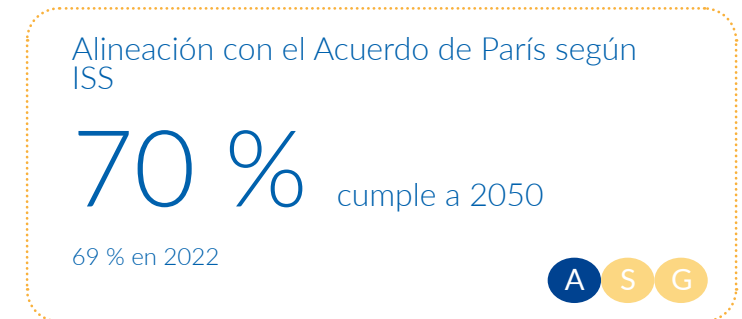 Alineación con el Acuerdo de París según
ISS
70 % cumple a 2050
69 % en 2022
A S G